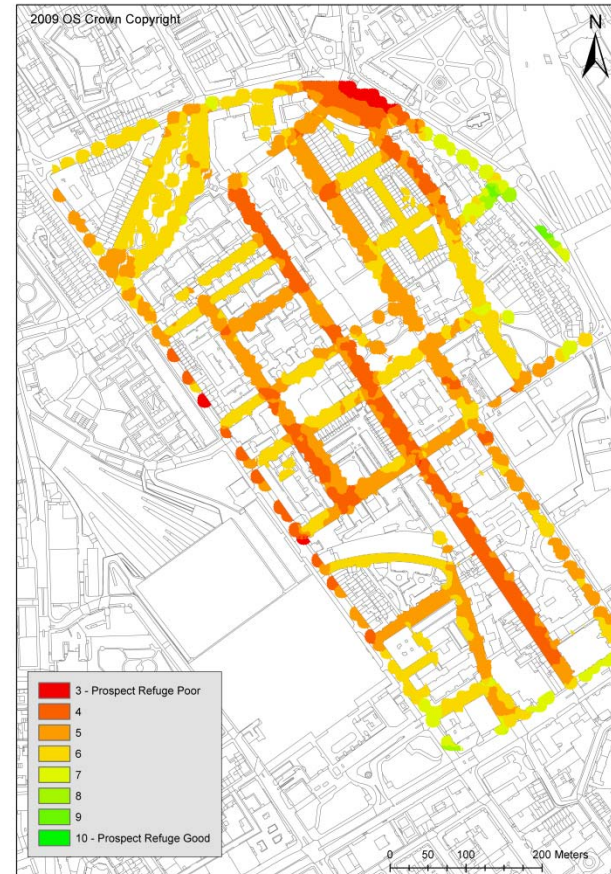 2009 OS Crown Copyright
N
3 - Prospect Refuge Poor
4
5
6
7
8
9
10 - Prospect Refuge Good
0 50 100 200 Meters